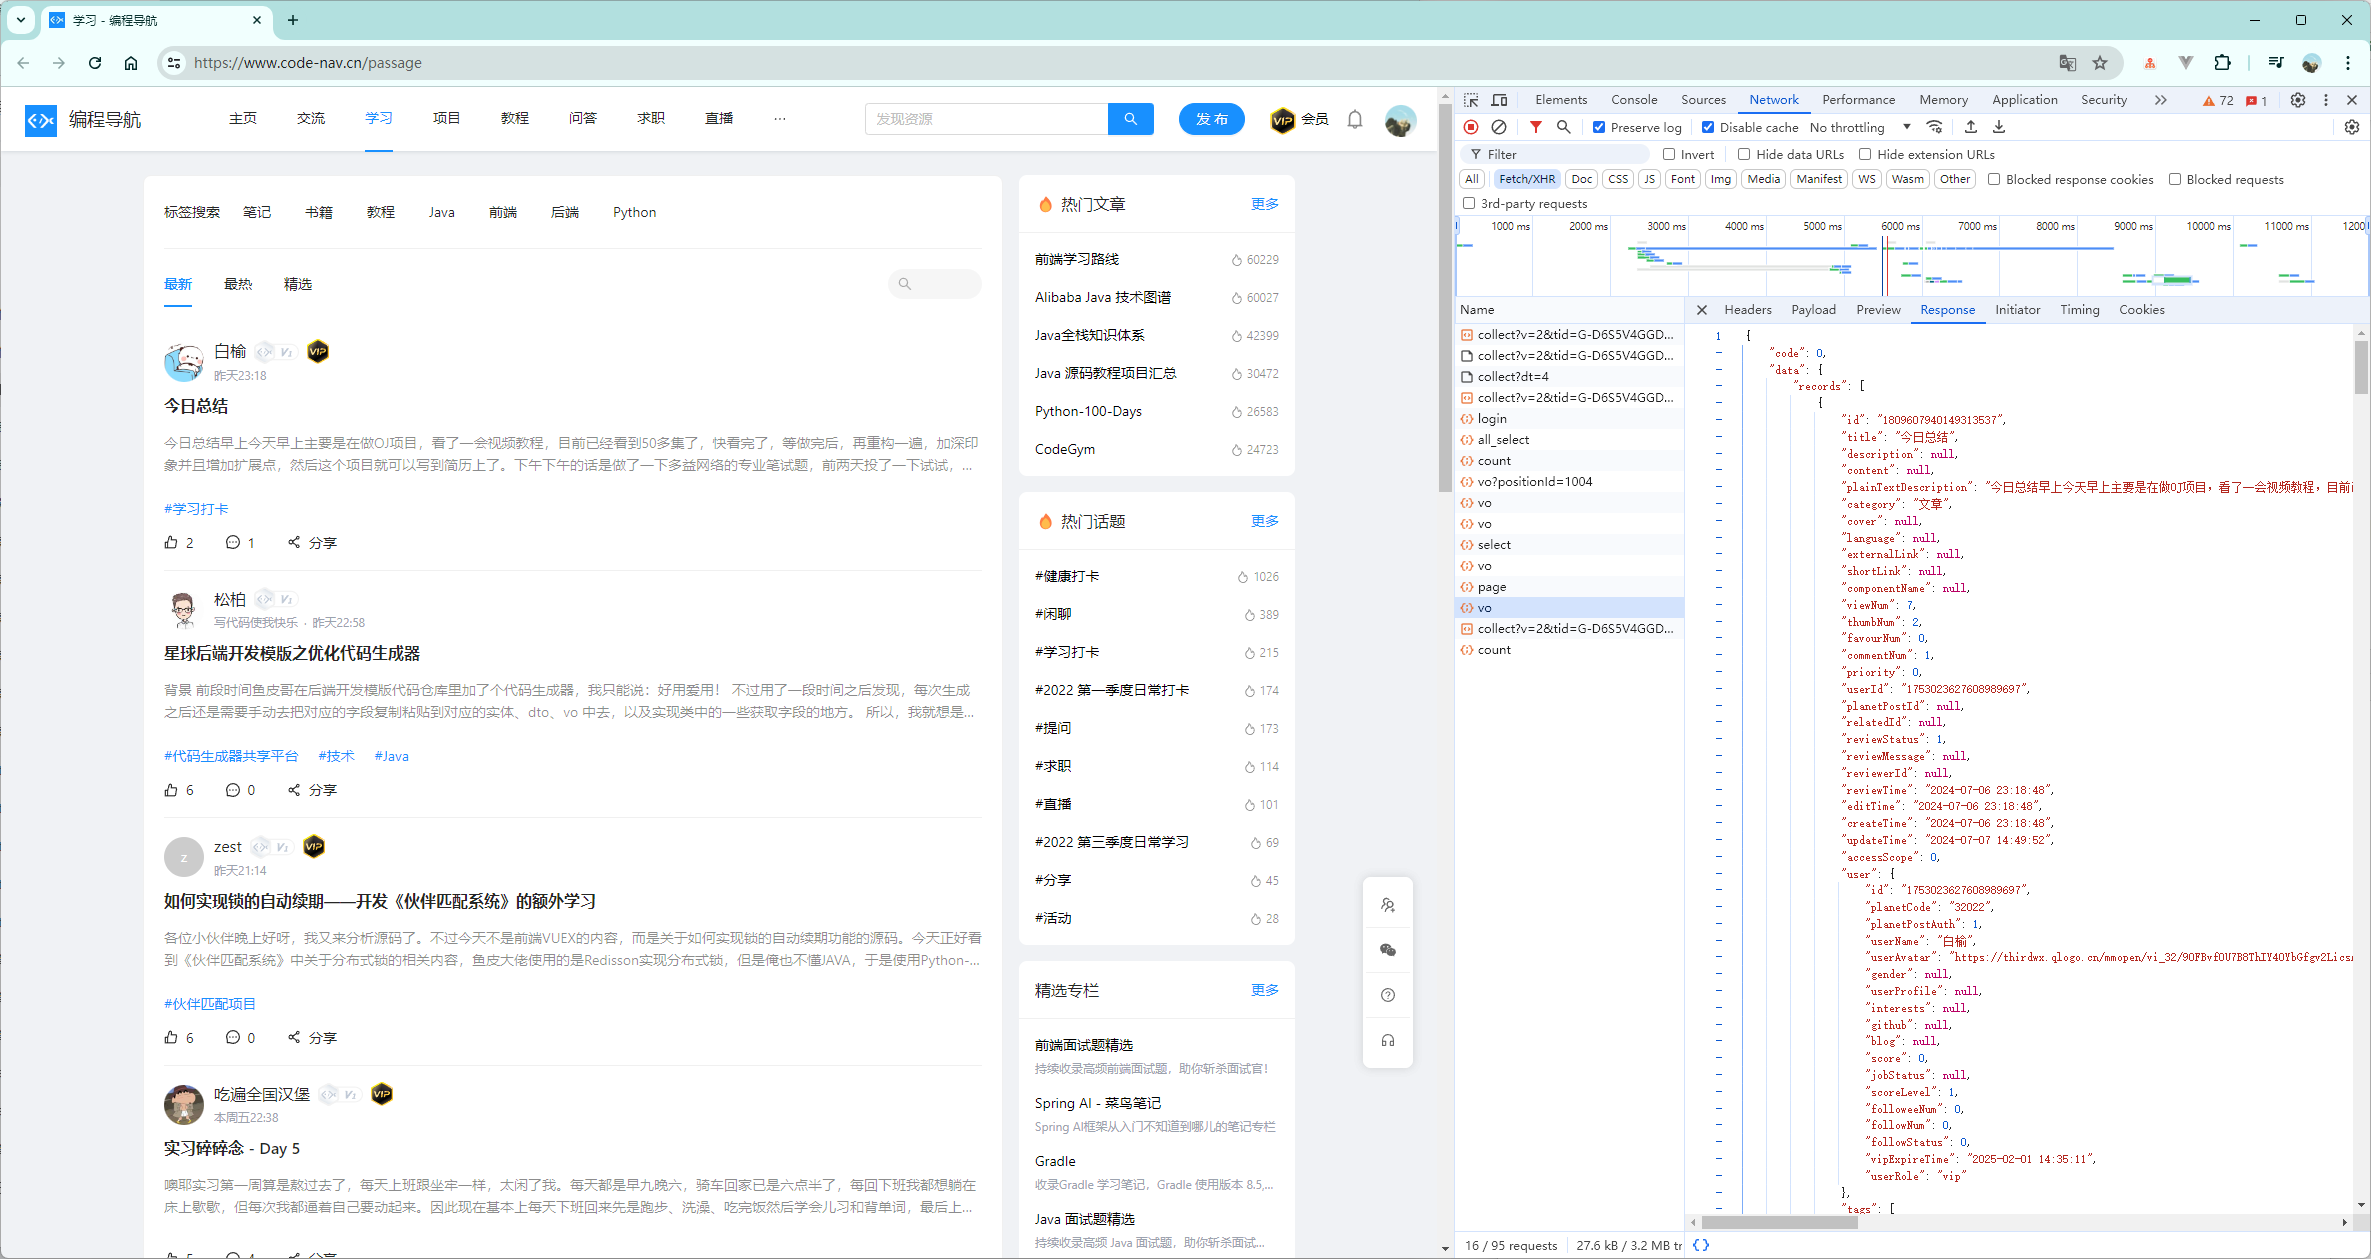 学习 - 编程导航
https://www.code-nav.cn/passage
编程导航
主页
交流
学习
项目
教程
问答
求职
直播
···
发现资源
发 布
VIP 会员
标签搜索 笔记 书籍 教程 Java 前端 后端 Python
最新 最热 精选
白榆 V1 VIP
昨天23:18
今日总结
今日总结早上今天早上主要是在做OJ项目，看了一会视频教程，目前已经看到50多集了，快看完了，等做完后，再重构一遍，加深印
象并且增加扩展点，然后这个项目就可以写到简历上了。下午下午的话是做了一下多益网络的专业笔试题，前两天投了一下试试，...
#学习打卡
2 1 分享
松柏 V1
写代码使我快乐 · 昨天22:58
星球后端开发模版之优化代码生成器
背景 前段时间鱼皮哥在后端开发模版代码仓库里加了个代码生成器，我只能说：好用爱用！ 不过用了一段时间之后发现，每次生成
之后还是需要手动去把对应的字段复制粘贴到对应的实体、dto、vo 中去，以及实现类中的一些获取字段的地方。 所以，我就想是...
#代码生成器共享平台 #技术 #Java
6 0 分享
z
zest V1 VIP
昨天21:14
如何实现锁的自动续期——开发《伙伴匹配系统》的额外学习
各位小伙伴晚上好呀，我又来分析源码了。不过今天不是前端VUEX的内容，而是关于如何实现锁的自动续期功能的源码。今天正好看
到《伙伴匹配系统》中关于分布式锁的相关内容，鱼皮大佬使用的是Redisson实现分布式锁，但是俺也不懂JAVA，于是使用Python-...
#伙伴匹配项目
6 0 分享
吃遍全国汉堡 V1 VIP
本周五22:38
实习碎碎念 - Day 5
噢耶实习第一周算是熬过去了，每天上班跟坐牢一样，太闲了我。每天都是早九晚六，骑车回家已是六点半了，每回下班我都想躺在
床上歇歇，但每次我都逼着自己要动起来。因此现在基本上每天下班回来先是跑步、洗澡、吃完饭然后学会儿习和背单词，最后上...
5 4 分享
热门文章 更多
前端学习路线 60229
Alibaba Java 技术图谱 60027
Java全栈知识体系 42399
Java 源码教程项目汇总 30472
Python-100-Days 26583
CodeGym 24723
热门话题 更多
#健康打卡 1026
#闲聊 389
#学习打卡 215
#2022 第一季度日常打卡 174
#提问 173
#求职 114
#直播 101
#2022 第三季度日常学习 69
#分享 45
#活动 28
精选专栏 更多
前端面试题精选
持续收录高频前端面试题，助你斩杀面试官！
Spring AI - 菜鸟笔记
Spring AI框架从入门不知道到哪儿的笔记专栏
Gradle
收录Gradle 学习笔记，Gradle 使用版本 8.5,...
Java 面试题精选
持续收录高频 Java 面试题，助你斩杀面试...
Elements Console Sources Network Performance Memory Application Security 72 1
Preserve log Disable cache No throttling
Filter Invert Hide data URLs Hide extension URLs
All Fetch/XHR Doc CSS JS Font Img Media Manifest WS Wasm Other Blocked response cookies Blocked requests
3rd-party requests
1000 ms 2000 ms 3000 ms 4000 ms 5000 ms 6000 ms 7000 ms 8000 ms 9000 ms 10000 ms 11000 ms 1200
Name
collect?v=2&tid=G-D6S5V4GGD...
collect?v=2&tid=G-D6S5V4GGD...
collect?dt=4
collect?v=2&tid=G-D6S5V4GGD...
login
all_select
count
vo?positionId=1004
vo
vo
select
vo
page
vo
collect?v=2&tid=G-D6S5V4GGD...
count
Headers Payload Preview Response Initiator Timing Cookies
1 {
"code": 0,
"data": {
"records": [
{
"id": "1809607940149313537",
"title": "今日总结",
"description": null,
"content": null,
"plainTextDescription": "今日总结早上今天早上主要是在做OJ项目，看了一会视频教程，目前
"category": "文章",
"cover": null,
"language": null,
"externalLink": null,
"shortLink": null,
"componentName": null,
"viewNum": 7,
"thumbNum": 2,
"favourNum": 0,
"commentNum": 1,
"priority": 0,
"userId": "1753023627608989697",
"planetPostId": null,
"relatedId": null,
"reviewStatus": 1,
"reviewMessage": null,
"reviewerId": null,
"reviewTime": "2024-07-06 23:18:48",
"editTime": "2024-07-06 23:18:48",
"createTime": "2024-07-06 23:18:48",
"updateTime": "2024-07-07 14:49:52",
"accessScope": 0,
"user": {
"id": "1753023627608989697",
"planetCode": "32022",
"planetPostAuth": 1,
"userName": "白榆",
"userAvatar": "https://thirdwx.qlogo.cn/mmopen/vi_32/
"gender": null,
"userProfile": null,
"interests": null,
"github": null,
"blog": null,
"score": 0,
"jobStatus": null,
"scoreLevel": 1,
"followeeNum": 0,
"followNum": 0,
"followStatus": 0,
"vipExpireTime": "2025-02-01 14:35:11",
"userRole": "vip"
},
"tags": [
16 / 95 requests 27.6 kB / 3.2 MB tr